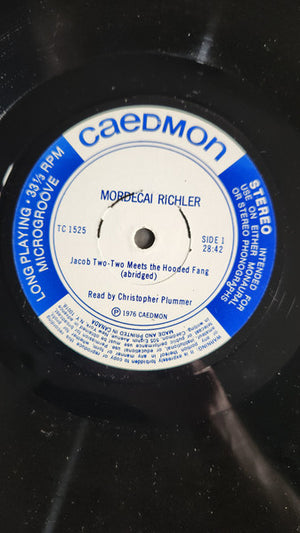 caedmon
LONG PLAYING • 33⅓ RPM
MICROGROOVE
STEREO
INTENDED FOR
USE ON EITHER MONAURAL
OR STEREO PHONOGRAPHS
MORDECAI RICHLER
TC 1525
SIDE 1
28:42
Jacob Two-Two Meets the Hooded Fang
(abridged)
Read by Christopher Plummer
Ⓟ 1976 CAEDMON
MADE AND PRINTED IN CANADA